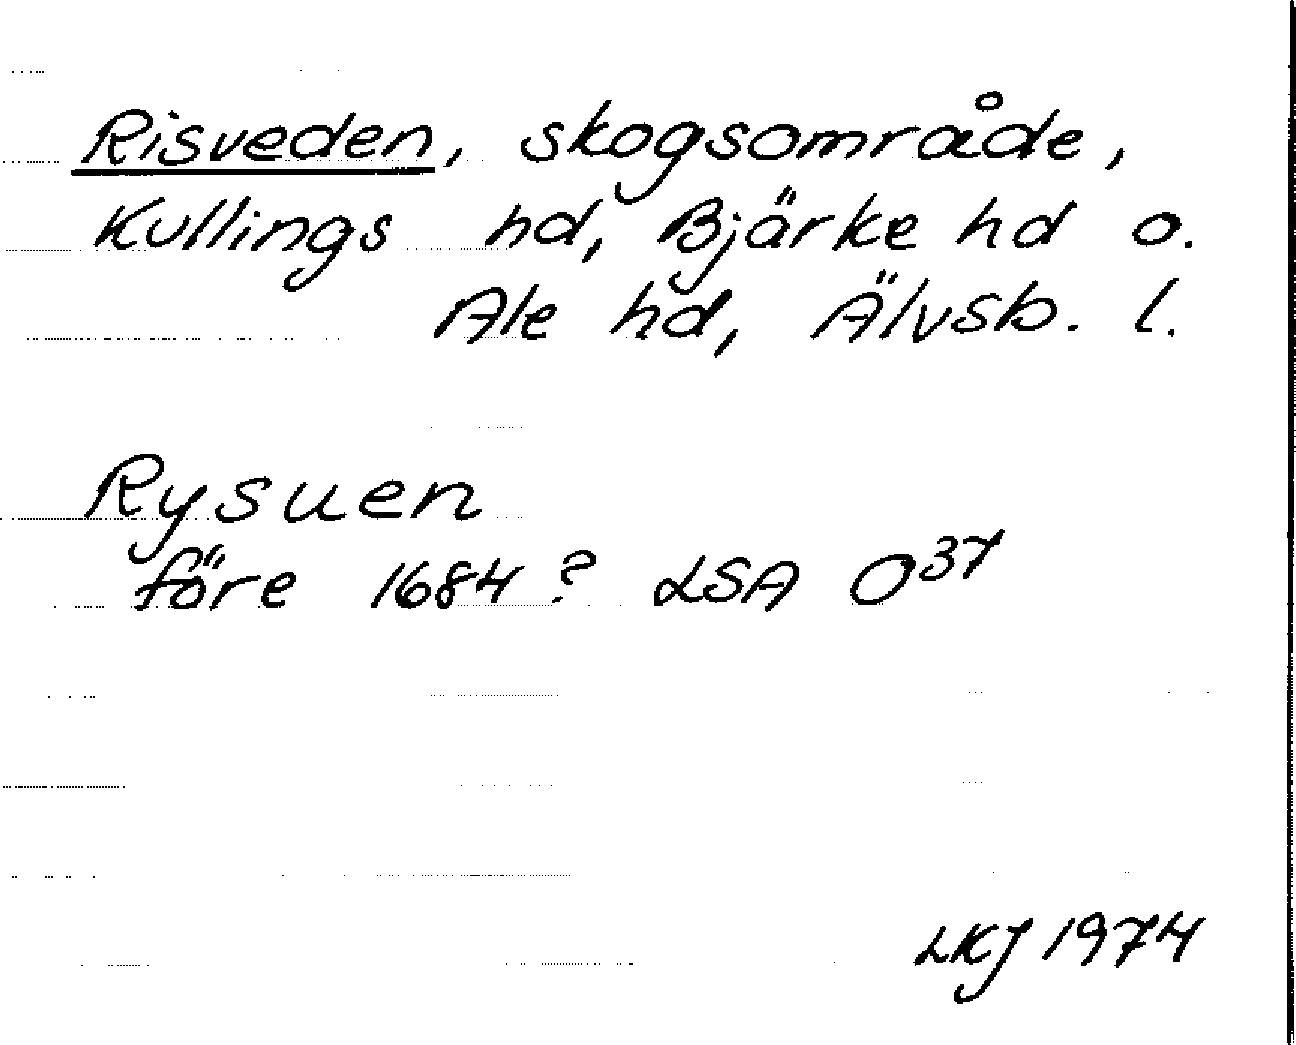 Risveden, skogsområde,
Kullings hd, Bjärke hd o.
Ale hd, Älvsb. l.
Rysuen
före 1684? LSA O³⁷
LKJ 1974